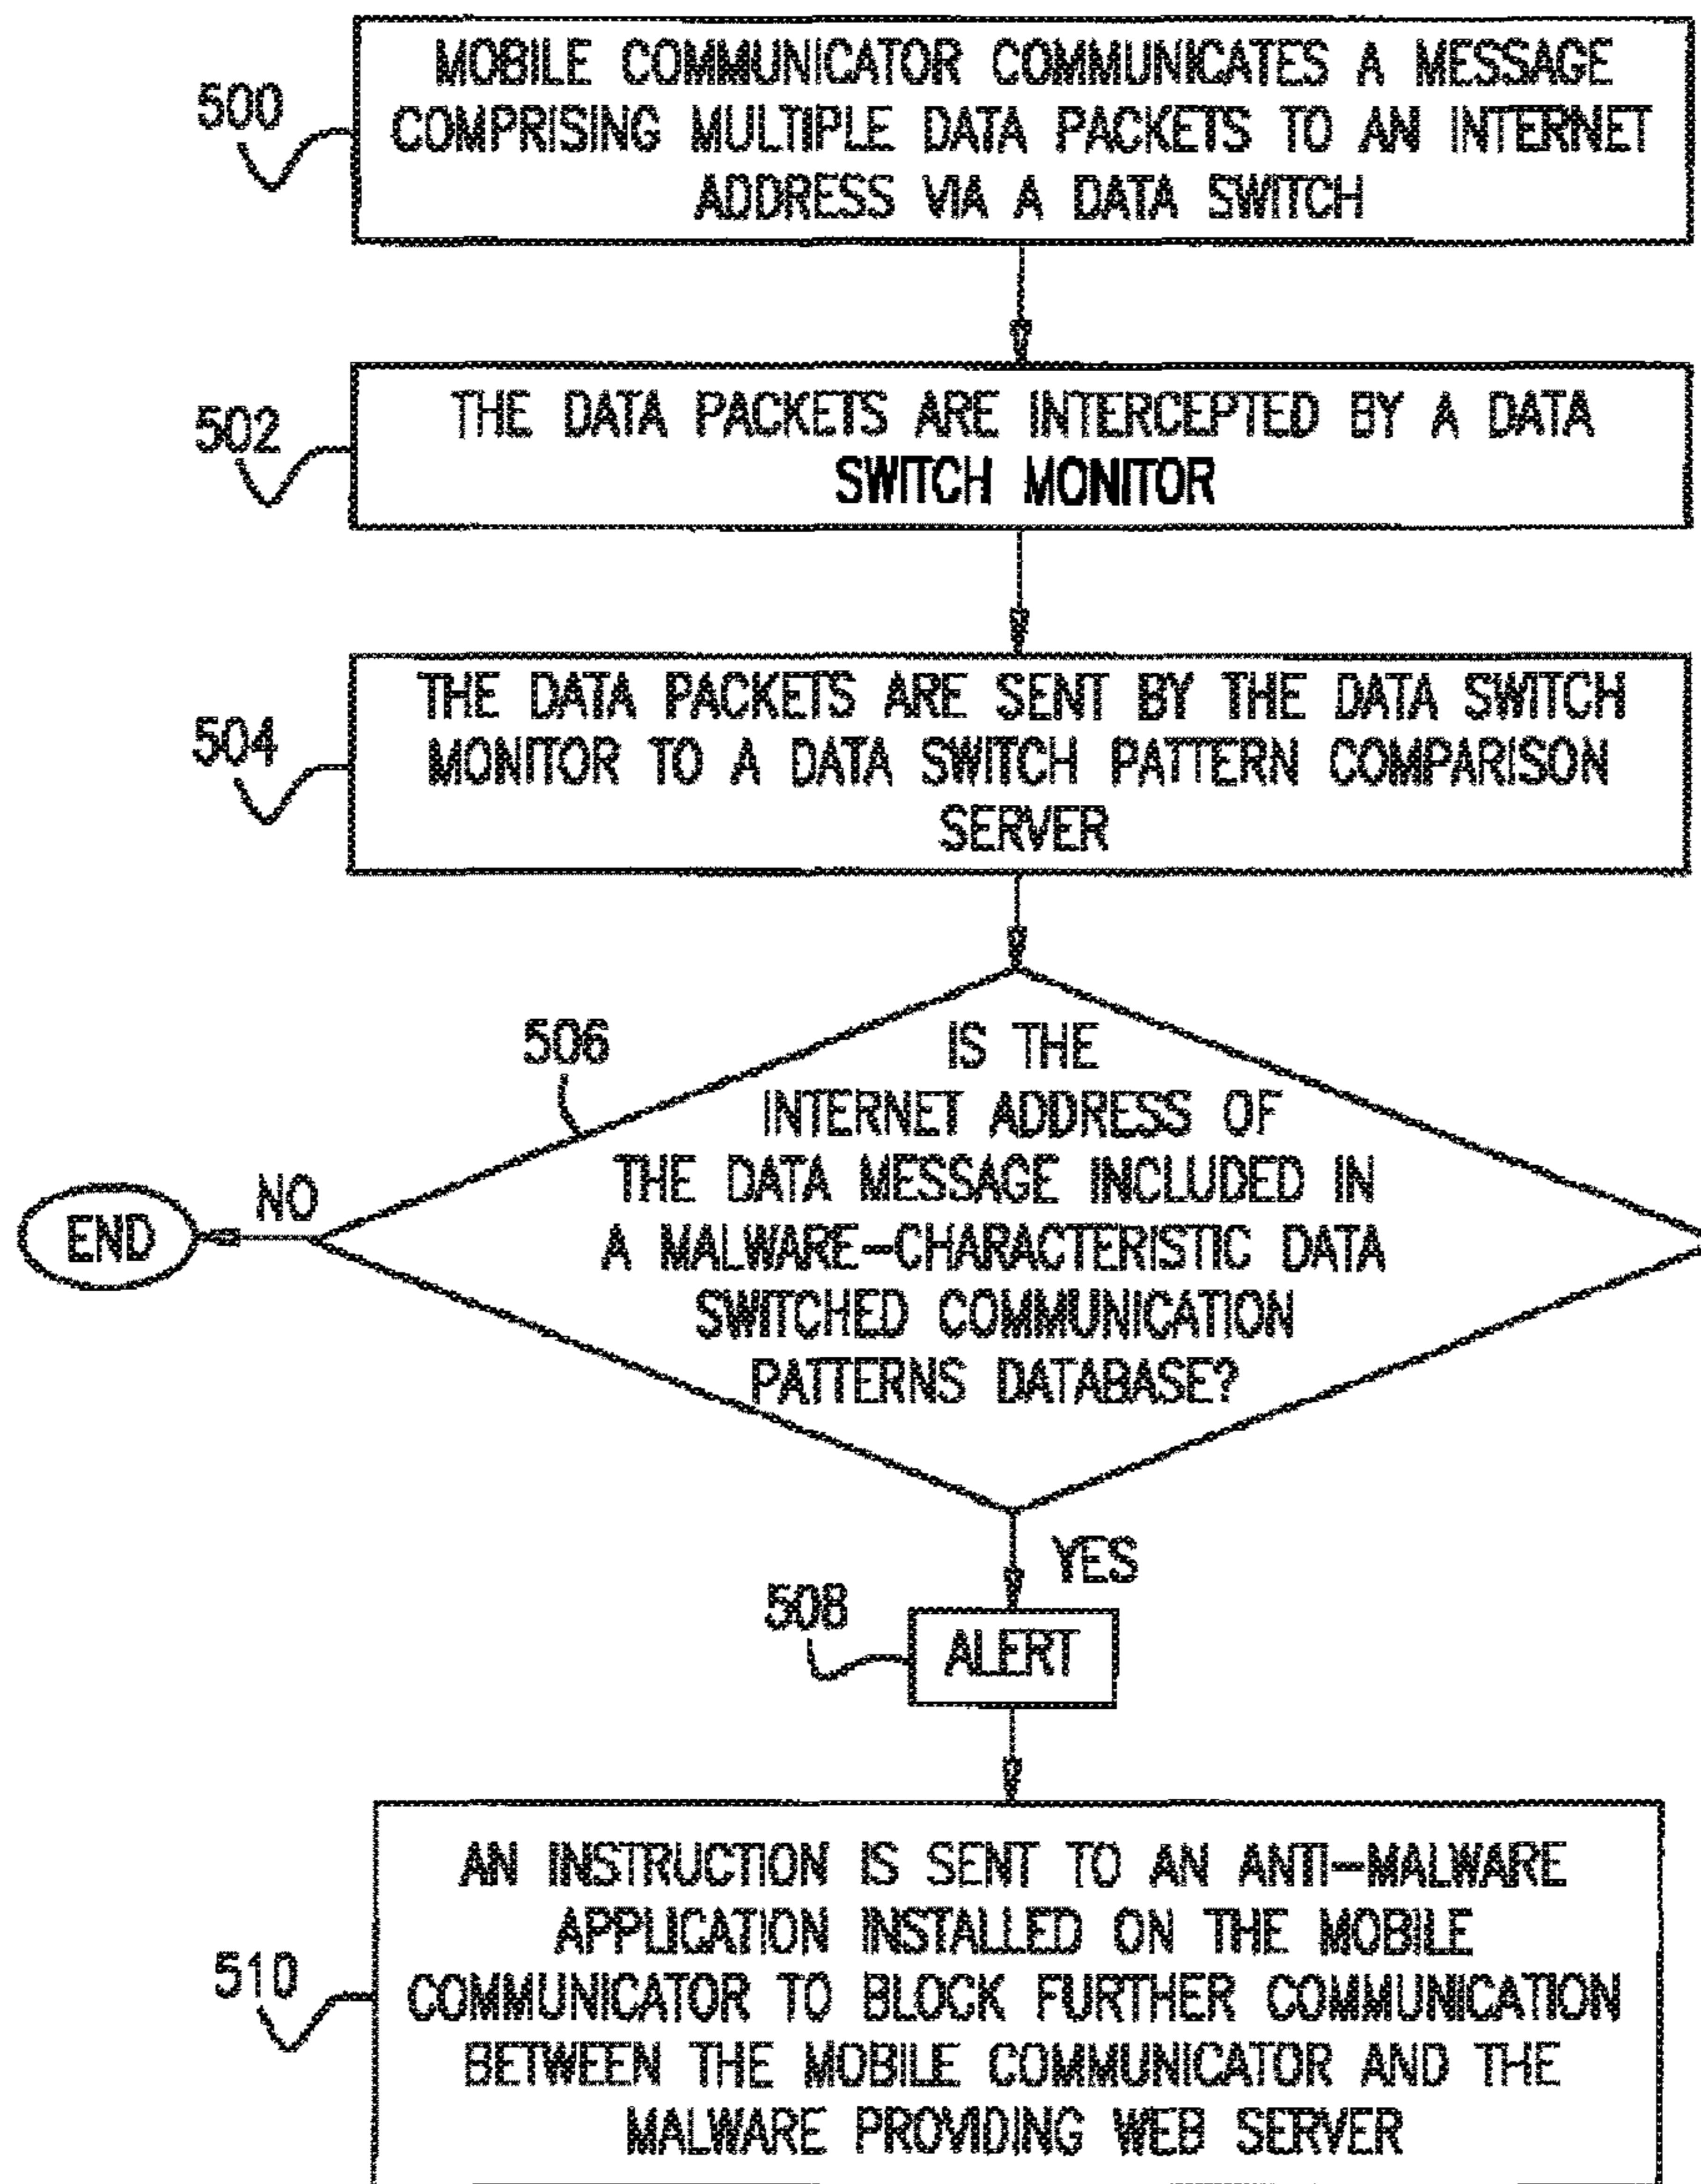 500
MOBILE COMMUNICATOR COMMUNICATES A MESSAGE
COMPRISING MULTIPLE DATA PACKETS TO AN INTERNET
ADDRESS VIA A DATA SWITCH
502
THE DATA PACKETS ARE INTERCEPTED BY A DATA
SWITCH MONITOR
504
THE DATA PACKETS ARE SENT BY THE DATA SWITCH
MONITOR TO A DATA SWITCH PATTERN COMPARISON
SERVER
506
IS THE
INTERNET ADDRESS OF
THE DATA MESSAGE INCLUDED IN
A MALWARE-CHARACTERISTIC DATA
SWITCHED COMMUNICATION
PATTERNS DATABASE?
NO
END
YES
508
ALERT
510
AN INSTRUCTION IS SENT TO AN ANTI-MALWARE
APPLICATION INSTALLED ON THE MOBILE
COMMUNICATOR TO BLOCK FURTHER COMMUNICATION
BETWEEN THE MOBILE COMMUNICATOR AND THE
MALWARE PROVIDING WEB SERVER